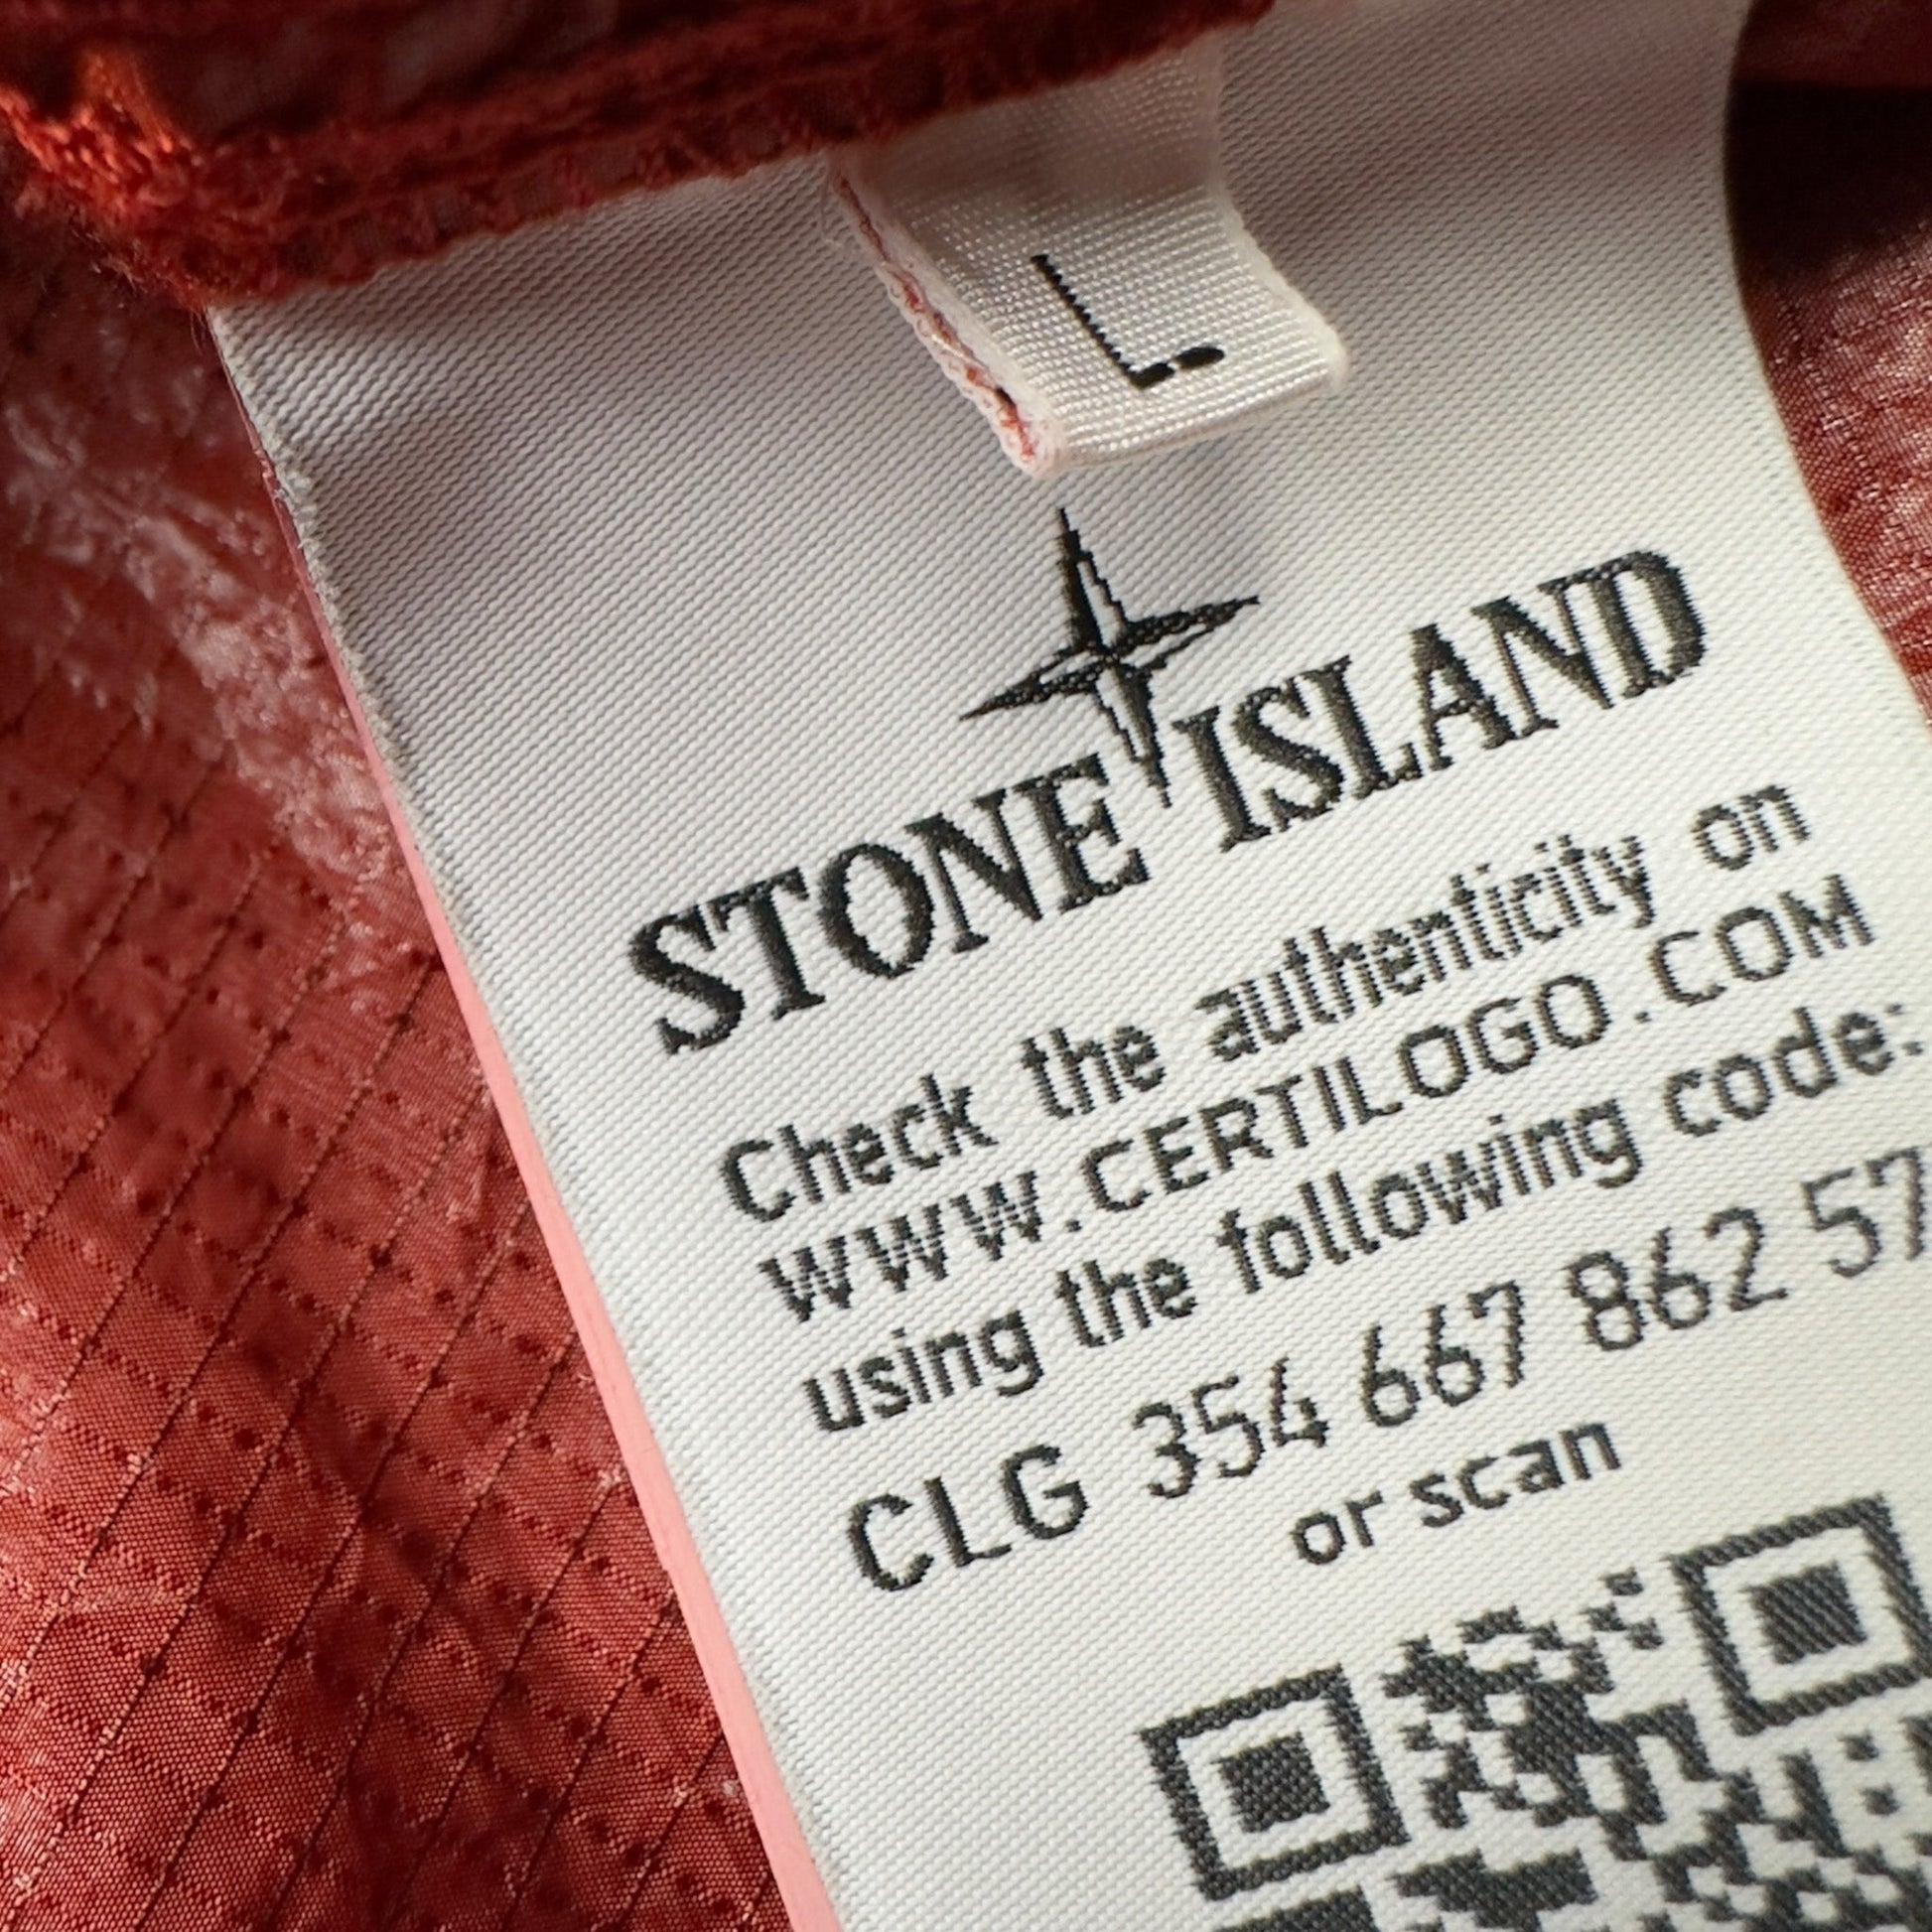 L
STONE ISLAND
Check the authenticity on
WWW.CERTILOGO.COM
using the following code:
CLG 354 667 862 57
or scan